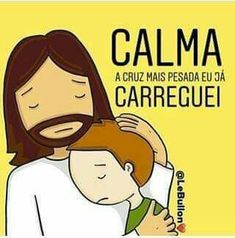 CALMA
A CRUZ MAIS PESADA EU JÁ
CARREGUEI
@LeBullon